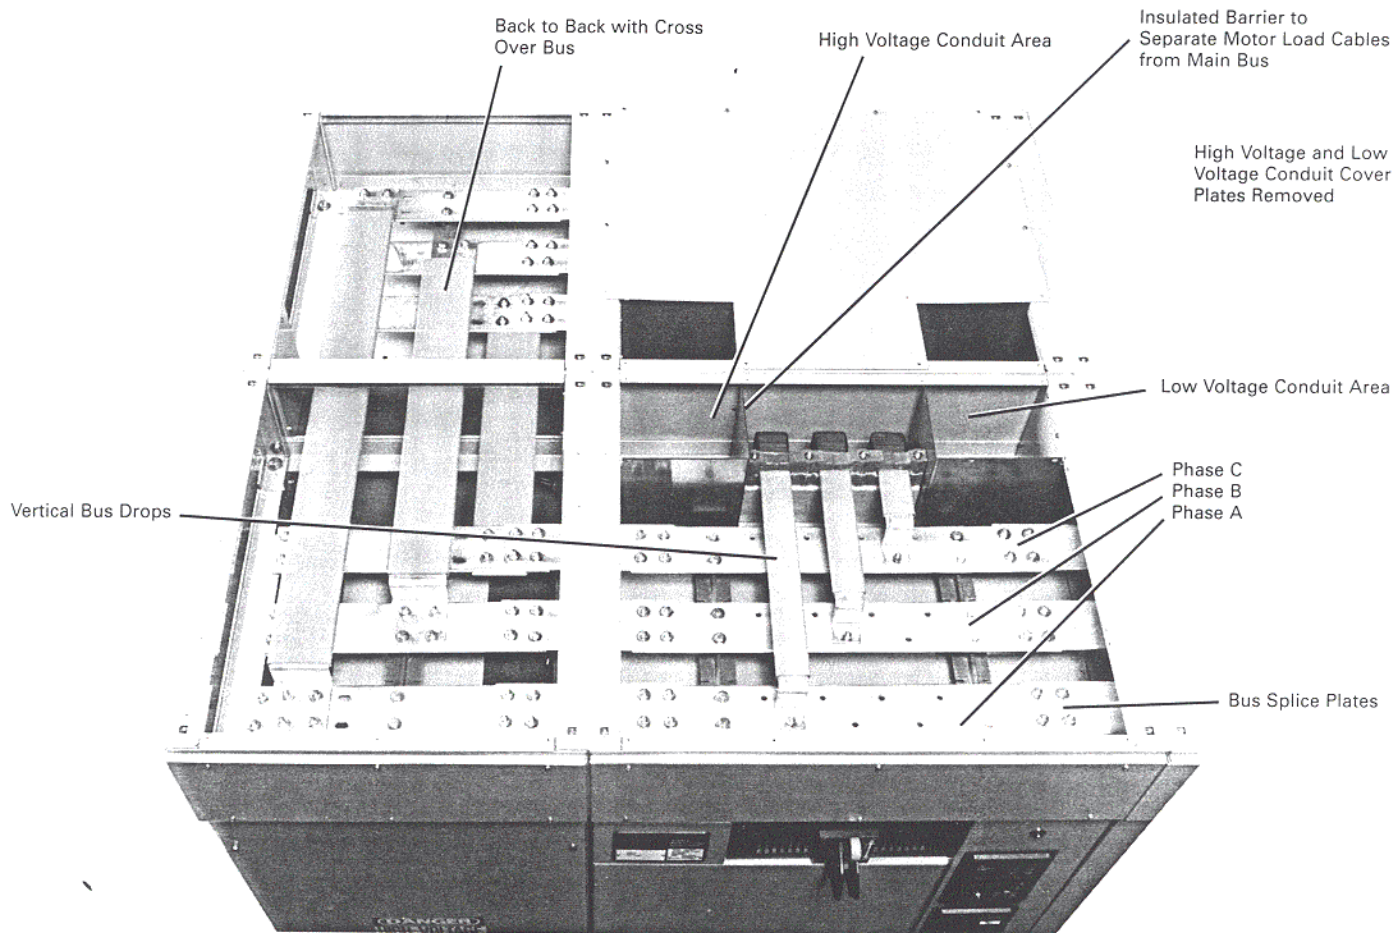 Back to Back with Cross
Over Bus
High Voltage Conduit Area
Insulated Barrier to
Separate Motor Load Cables
from Main Bus
High Voltage and Low
Voltage Conduit Cover
Plates Removed
Low Voltage Conduit Area
Phase C
Phase B
Phase A
Vertical Bus Drops
Bus Splice Plates
DANGER